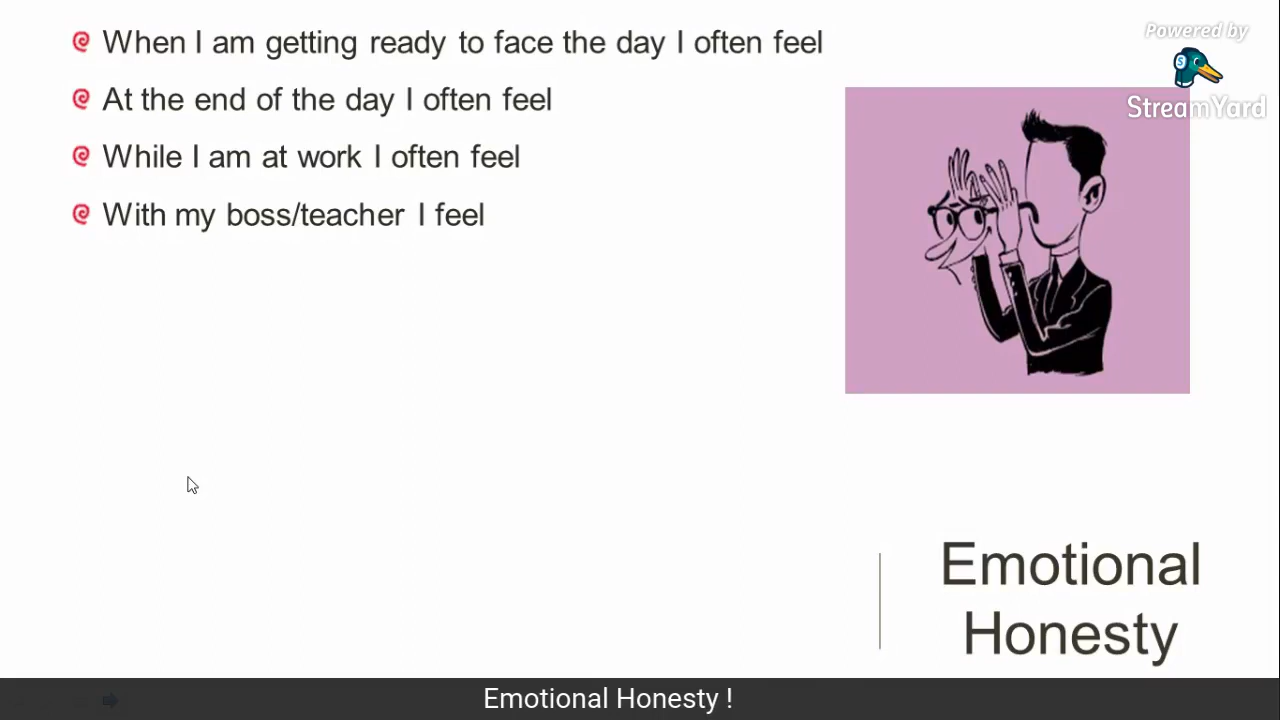 When I am getting ready to face the day I often feel
At the end of the day I often feel
While I am at work I often feel
With my boss/teacher I feel
Powered by
S
StreamYard
Emotional
Honesty
Emotional Honesty !